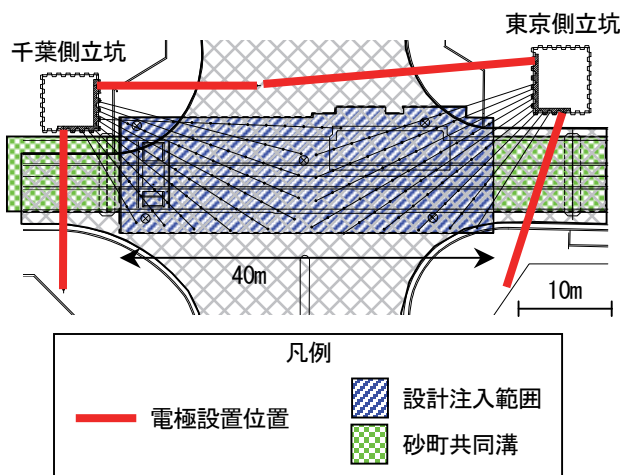 東京側立坑
千葉側立坑
40m
10m
凡例
電極設置位置
設計注入範囲
砂町共同溝